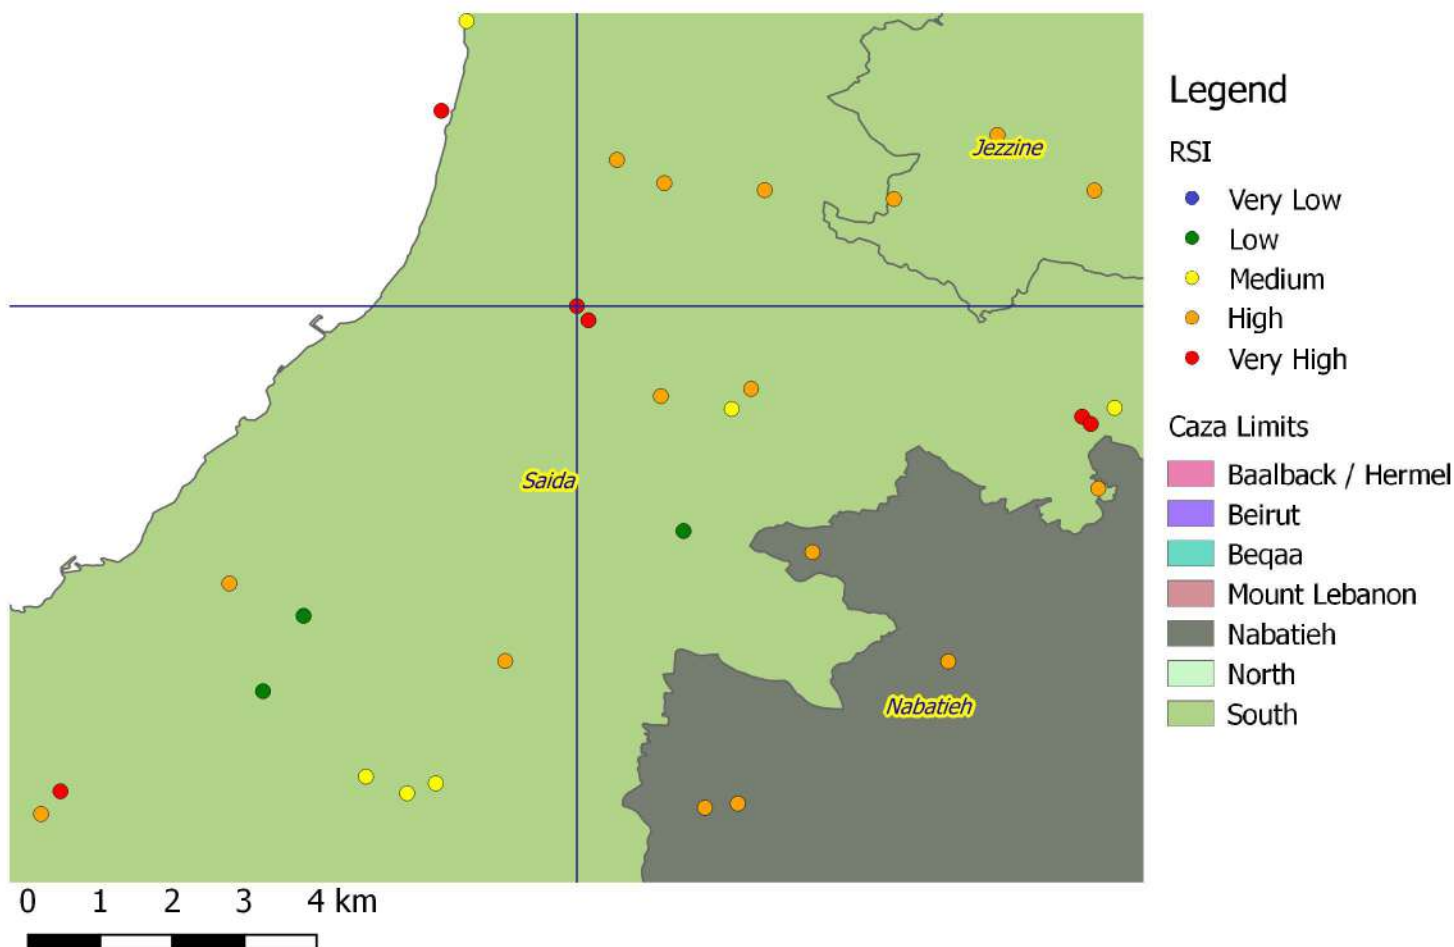 Legend
RSI
Very Low
Low
Medium
High
Very High
Caza Limits
Baalback / Hermel
Beirut
Beqaa
Mount Lebanon
Nabatieh
North
South
Jezzine
Saida
Nabatieh
0 1 2 3 4 km